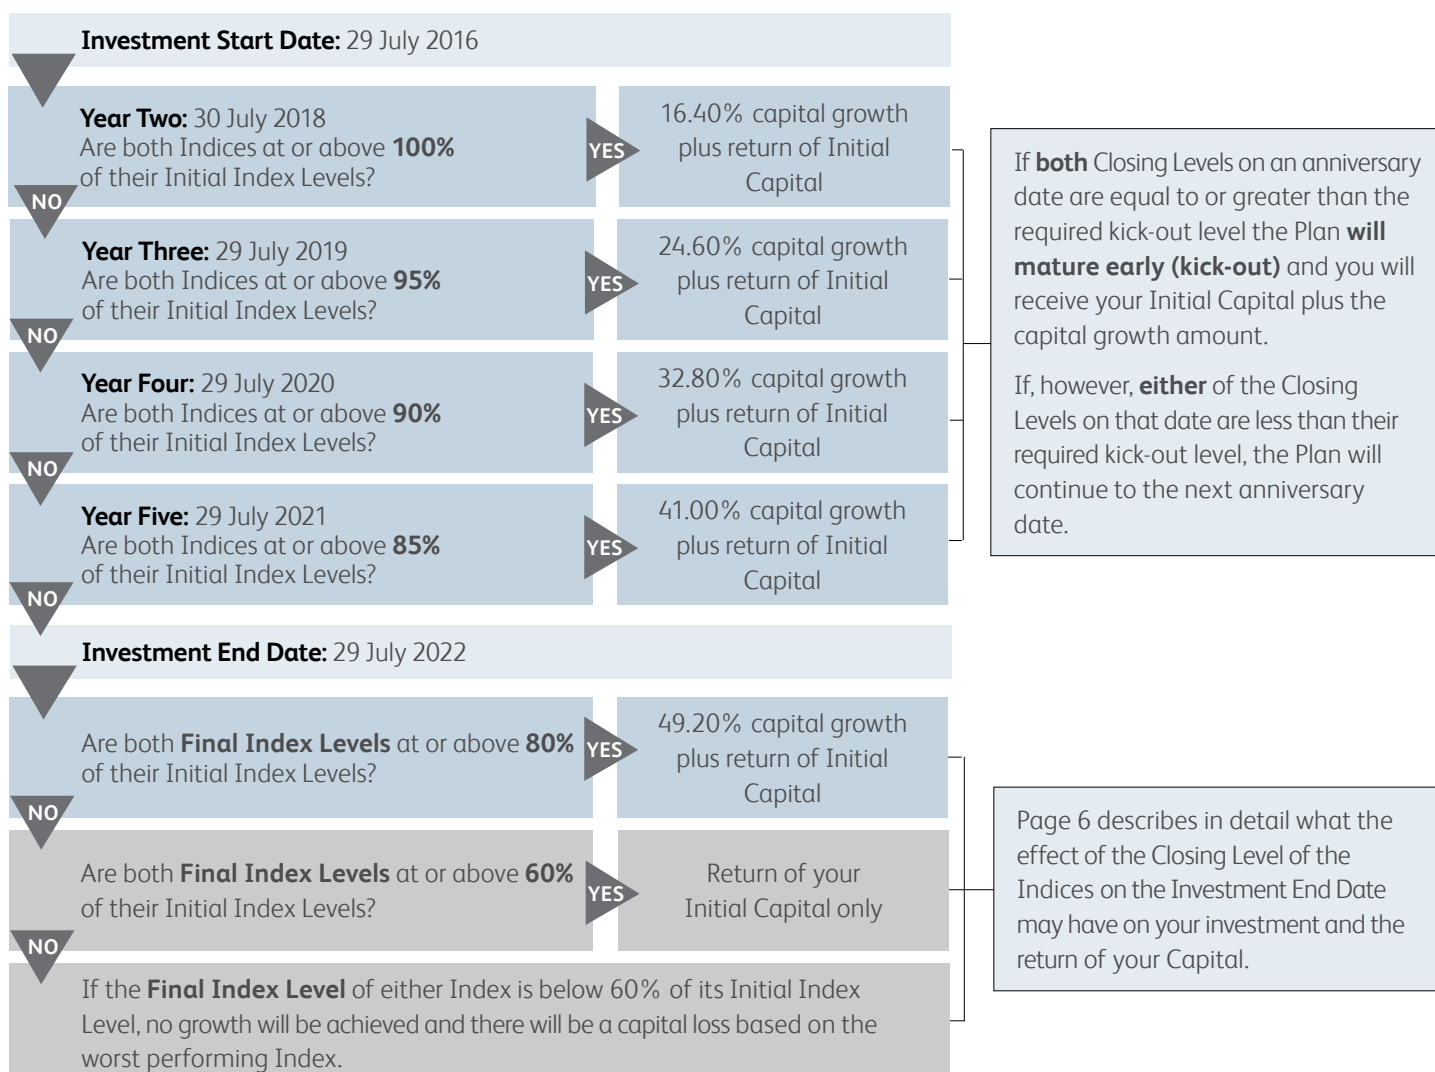 Investment Start Date: 29 July 2016
Year Two: 30 July 2018
Are both Indices at or above 100%
of their Initial Index Levels?
YES
16.40% capital growth
plus return of Initial
Capital
NO
Year Three: 29 July 2019
Are both Indices at or above 95%
of their Initial Index Levels?
YES
24.60% capital growth
plus return of Initial
Capital
NO
Year Four: 29 July 2020
Are both Indices at or above 90%
of their Initial Index Levels?
YES
32.80% capital growth
plus return of Initial
Capital
NO
Year Five: 29 July 2021
Are both Indices at or above 85%
of their Initial Index Levels?
YES
41.00% capital growth
plus return of Initial
Capital
NO
If both Closing Levels on an anniversary
date are equal to or greater than the
required kick-out level the Plan will
mature early (kick-out) and you will
receive your Initial Capital plus the
capital growth amount.
If, however, either of the Closing
Levels on that date are less than their
required kick-out level, the Plan will
continue to the next anniversary
date.
Investment End Date: 29 July 2022
Are both Final Index Levels at or above 80%
of their Initial Index Levels?
YES
49.20% capital growth
plus return of Initial
Capital
NO
Are both Final Index Levels at or above 60%
of their Initial Index Levels?
YES
Return of your
Initial Capital only
NO
If the Final Index Level of either Index is below 60% of its Initial Index
Level, no growth will be achieved and there will be a capital loss based on the
worst performing Index.
Page 6 describes in detail what the
effect of the Closing Level of the
Indices on the Investment End Date
may have on your investment and the
return of your Capital.